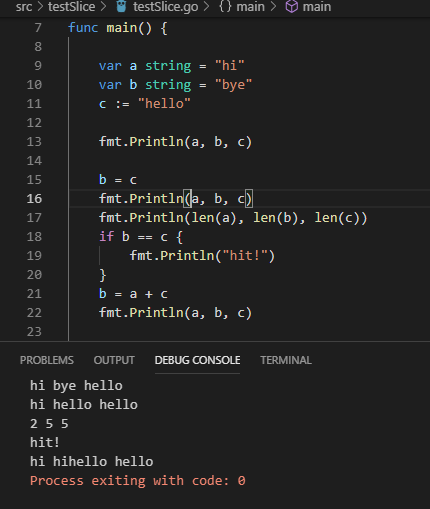 src > testSlice > testSlice.go > {} main > main
7 func main() {
8
9 var a string = "hi"
10 var b string = "bye"
11 c := "hello"
12
13 fmt.Println(a, b, c)
15 b = c
16 fmt.Println(a, b, c)
17 fmt.Println(len(a), len(b), len(c))
18 if b == c {
19 fmt.Println("hit!")
20 }
21 b = a + c
22 fmt.Println(a, b, c)
23
PROBLEMS OUTPUT DEBUG CONSOLE TERMINAL
hi bye hello
hi hello hello
2 5 5
hit!
hi hihello hello
Process exiting with code: 0